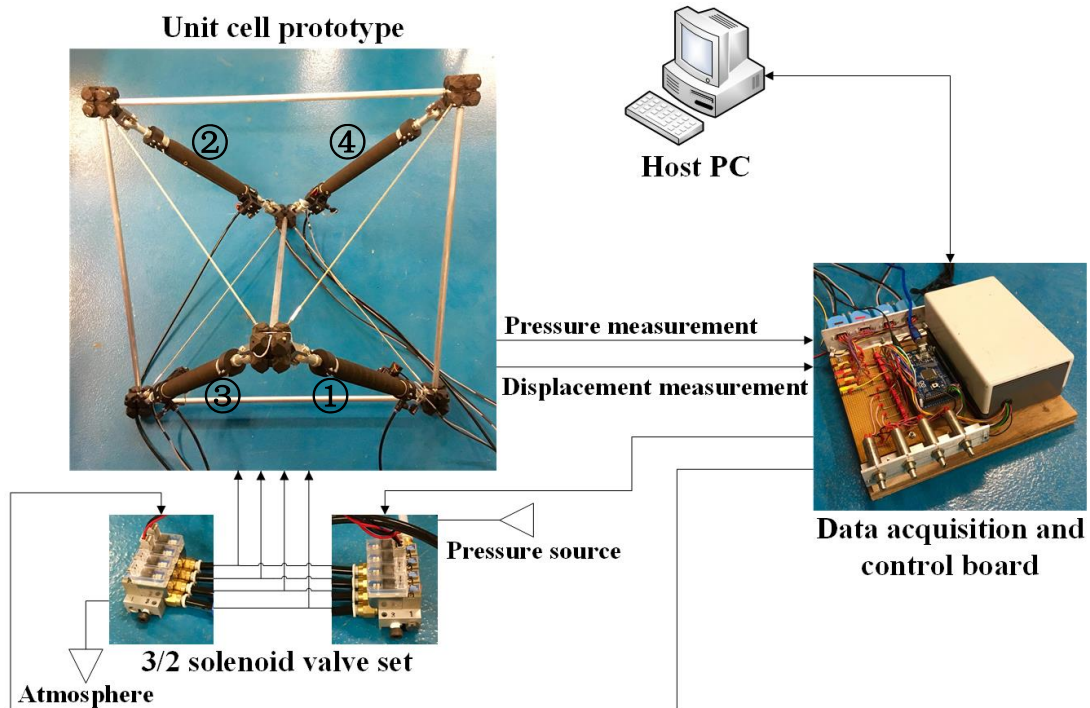 Unit cell prototype
②
④
③
①
Host PC
Pressure measurement
Displacement measurement
Pressure source
Data acquisition and
control board
3/2 solenoid valve set
Atmosphere